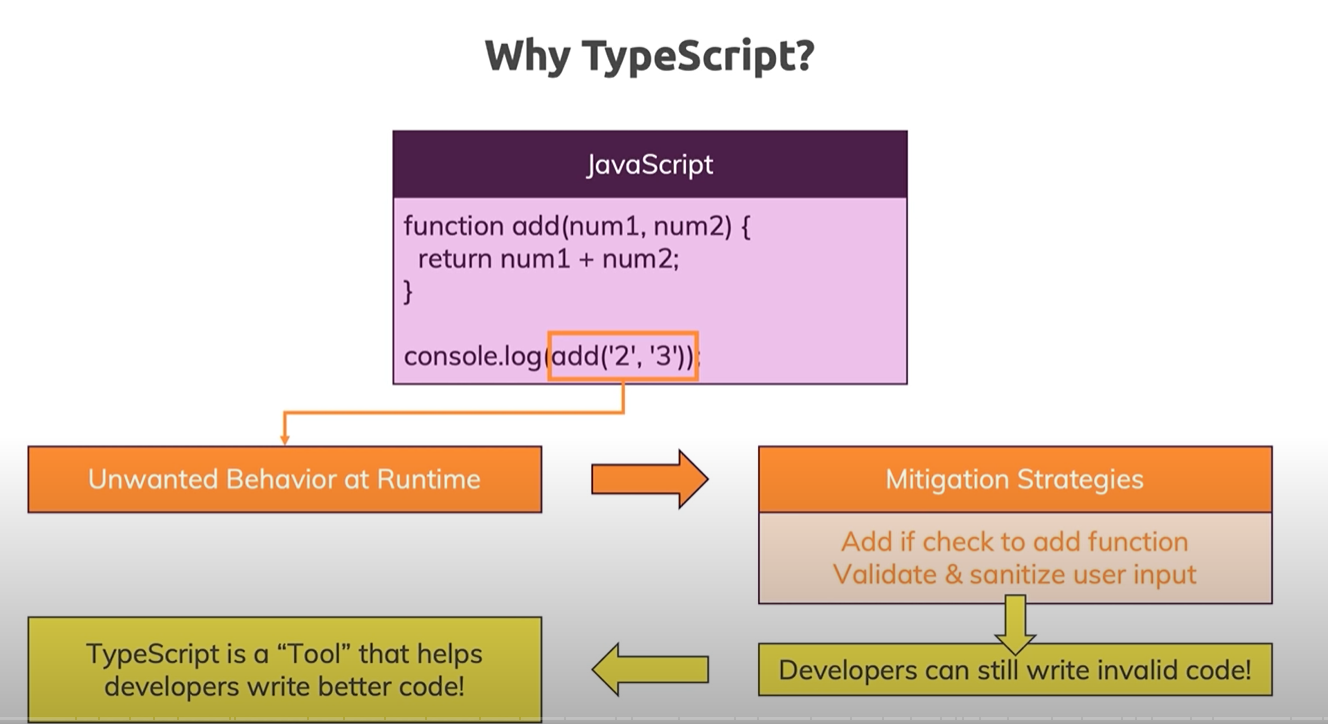 Why TypeScript?
JavaScript
function add(num1, num2) {
return num1 + num2;
}
console.log(add('2', '3'));
Unwanted Behavior at Runtime
Mitigation Strategies
Add if check to add function
Validate & sanitize user input
Developers can still write invalid code!
TypeScript is a “Tool” that helps
developers write better code!